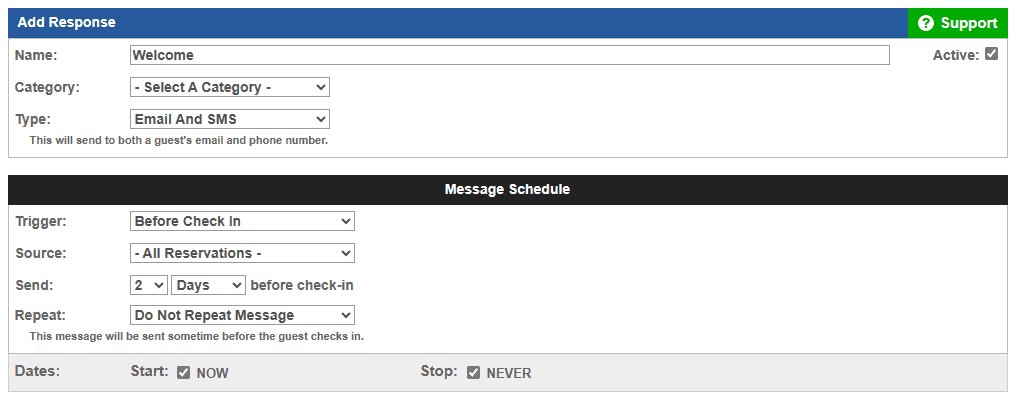 Add Response
Support
Name: Welcome Active:
Category: - Select A Category -
Type: Email And SMS
This will send to both a guest's email and phone number.
Message Schedule
Trigger: Before Check In
Source: - All Reservations -
Send: 2 Days before check-in
Repeat: Do Not Repeat Message
This message will be sent sometime before the guest checks in.
Dates: Start: NOW Stop: NEVER